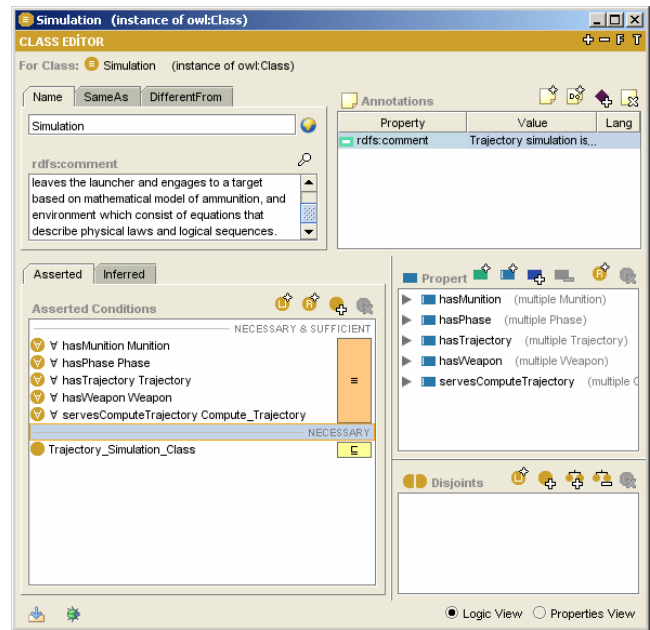 Simulation (instance of owl:Class)
CLASS EDİTOR
F T
For Class: Simulation (instance of owl:Class)
Name SameAs DifferentFrom
Simulation
rdfs:comment
leaves the launcher and engages to a target
based on mathematical model of ammunition, and
environment which consist of equations that
describe physical laws and logical sequences.
Annotations
Property Value Lang
rdfs:comment Trajectory simulation is...
Asserted Inferred
Asserted Conditions
NECESSARY & SUFFICIENT
∀ hasMunition Munition
∀ hasPhase Phase
∀ hasTrajectory Trajectory
∀ hasWeapon Weapon
∀ servesComputeTrajectory Compute_Trajectory
≡
NECESSARY
Trajectory_Simulation_Class ⊑
Propert
hasMunition (multiple Munition)
hasPhase (multiple Phase)
hasTrajectory (multiple Trajectory)
hasWeapon (multiple Weapon)
servesComputeTrajectory (multiple C
Disjoints
Logic View Properties View